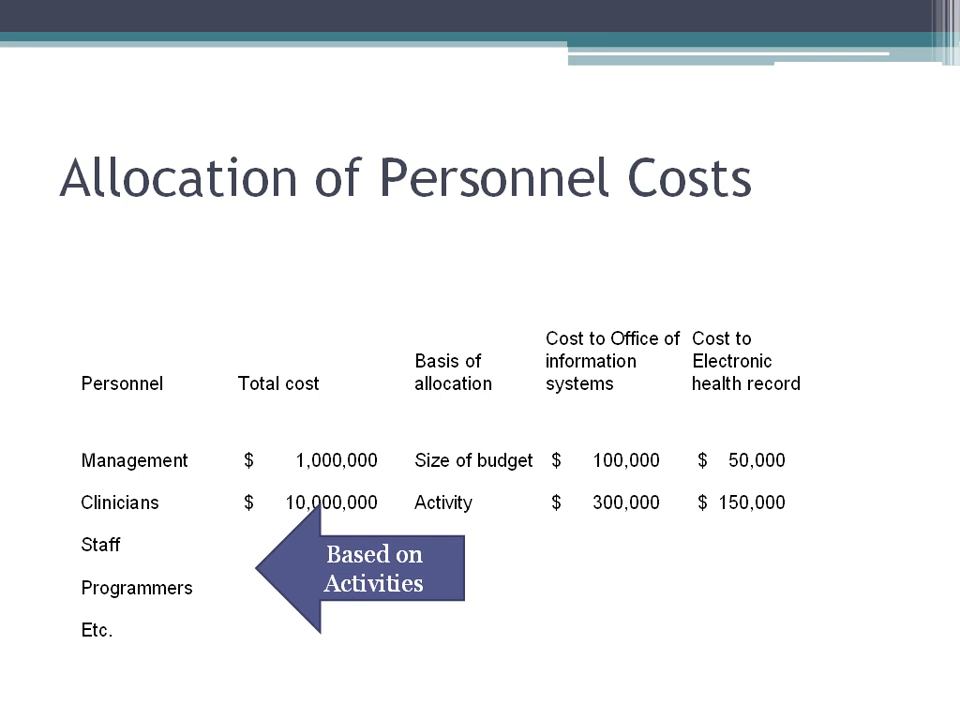 Allocation of Personnel Costs
Personnel Total cost Basis of allocation Cost to Office of information systems Cost to Electronic health record
Management $ 1,000,000 Size of budget $ 100,000 $ 50,000
Clinicians $ 10,000,000 Activity $ 300,000 $ 150,000
Staff
Programmers
Etc.
Based on
Activities